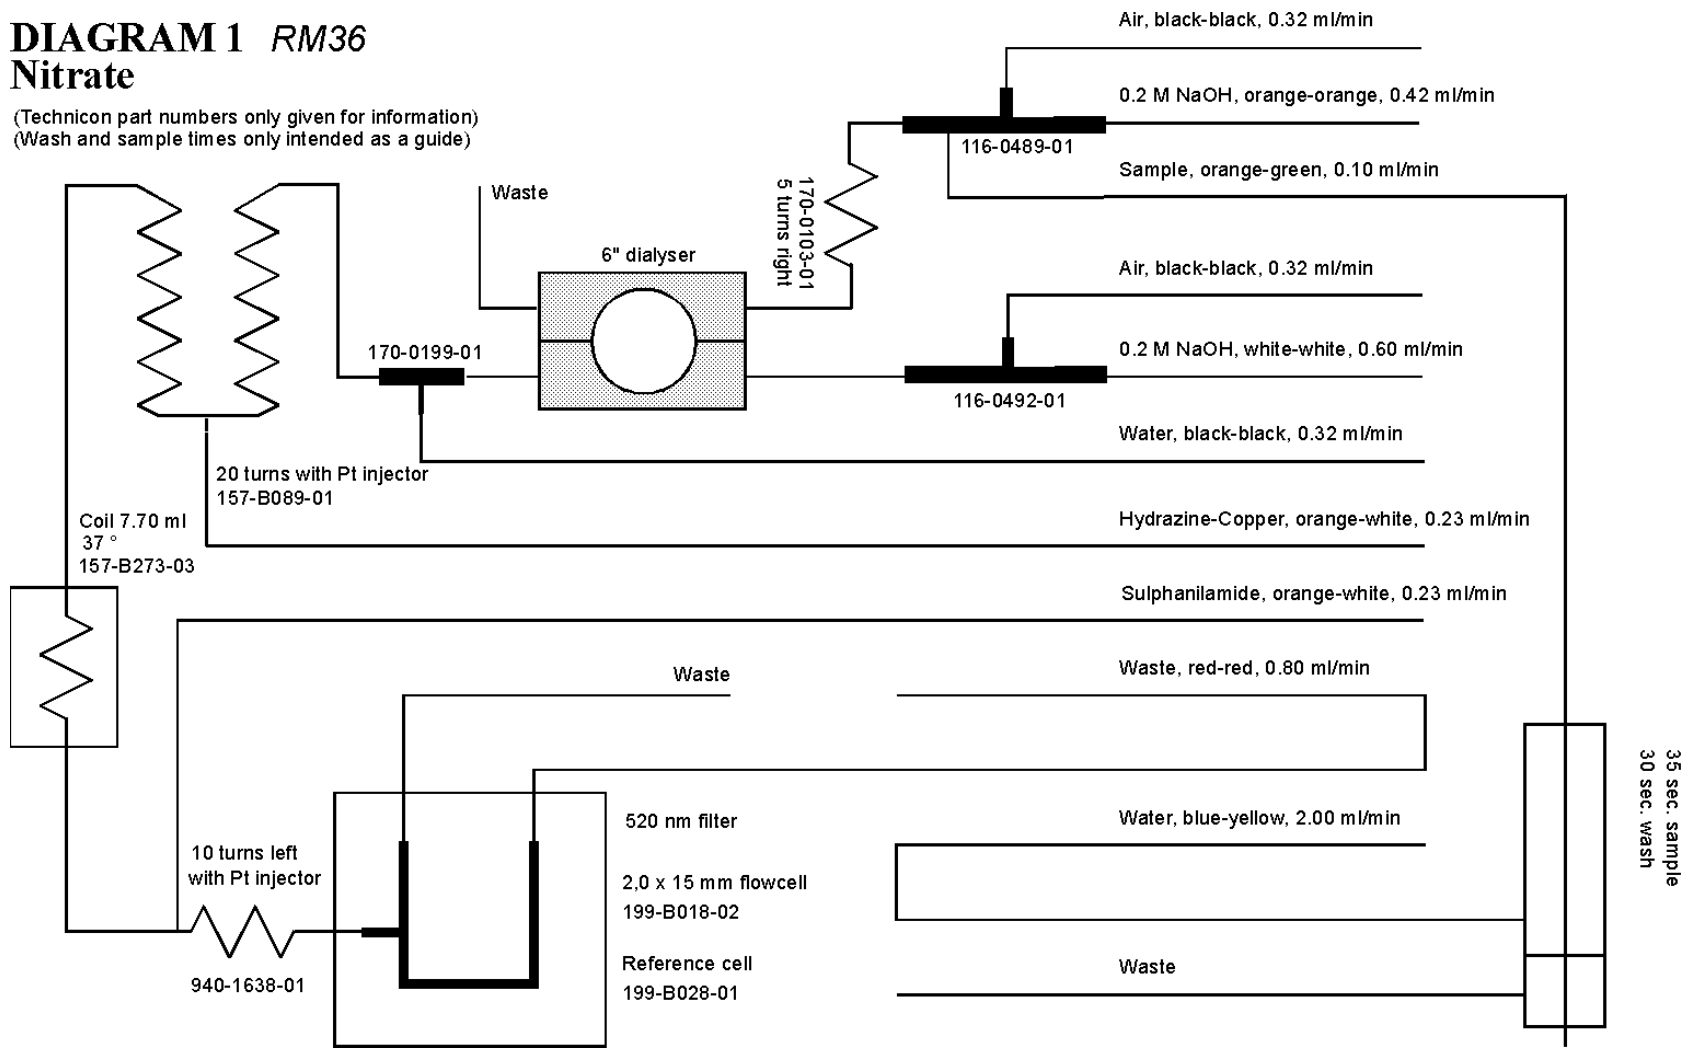 DIAGRAM 1 RM36
Nitrate
(Technicon part numbers only given for information)
(Wash and sample times only intended as a guide)
Air, black-black, 0.32 ml/min
0.2 M NaOH, orange-orange, 0.42 ml/min
116-0489-01
Sample, orange-green, 0.10 ml/min
Waste
170-0103-01
5 turns right
6" dialyser
Air, black-black, 0.32 ml/min
170-0199-01
0.2 M NaOH, white-white, 0.60 ml/min
116-0492-01
Water, black-black, 0.32 ml/min
20 turns with Pt injector
157-B089-01
Coil 7.70 ml
37 °
157-B273-03
Hydrazine-Copper, orange-white, 0.23 ml/min
Sulphanilamide, orange-white, 0.23 ml/min
Waste
Waste, red-red, 0.80 ml/min
35 sec. sample
30 sec. wash
520 nm filter
Water, blue-yellow, 2.00 ml/min
10 turns left
with Pt injector
2,0 x 15 mm flowcell
199-B018-02
940-1638-01
Reference cell
199-B028-01
Waste